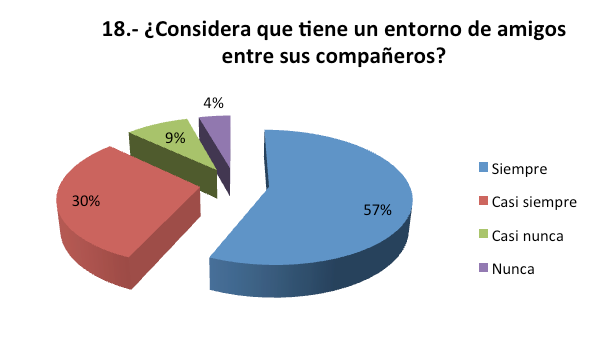 18.- ¿Considera que tiene un entorno de amigos
entre sus compañeros?
4%
9%
30%
57%
Siempre
Casi siempre
Casi nunca
Nunca